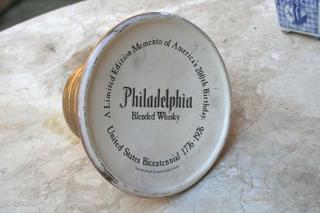 A Limited Edition Memento of America's 200th Birthday.
Philadelphia
Blended Whisky
United States Bicentennial 1776-1976